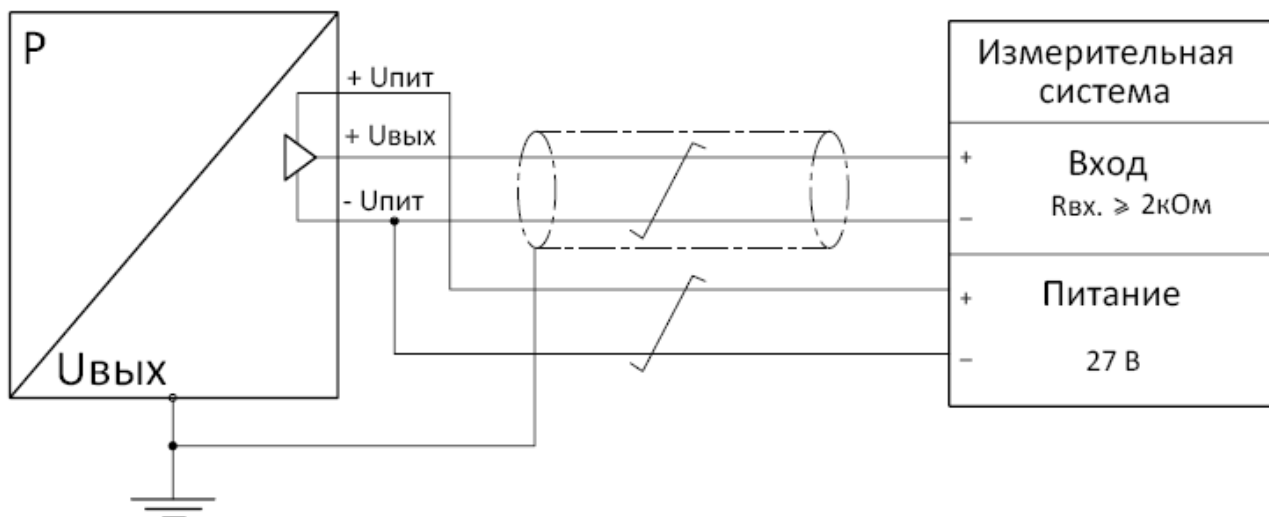 P
+ Uпит
+ Uвых
- Uпит
Uвых
Измерительная
система
+
Вход
Rвх. ⩾ 2кОм
–
+
Питание
–
27 В